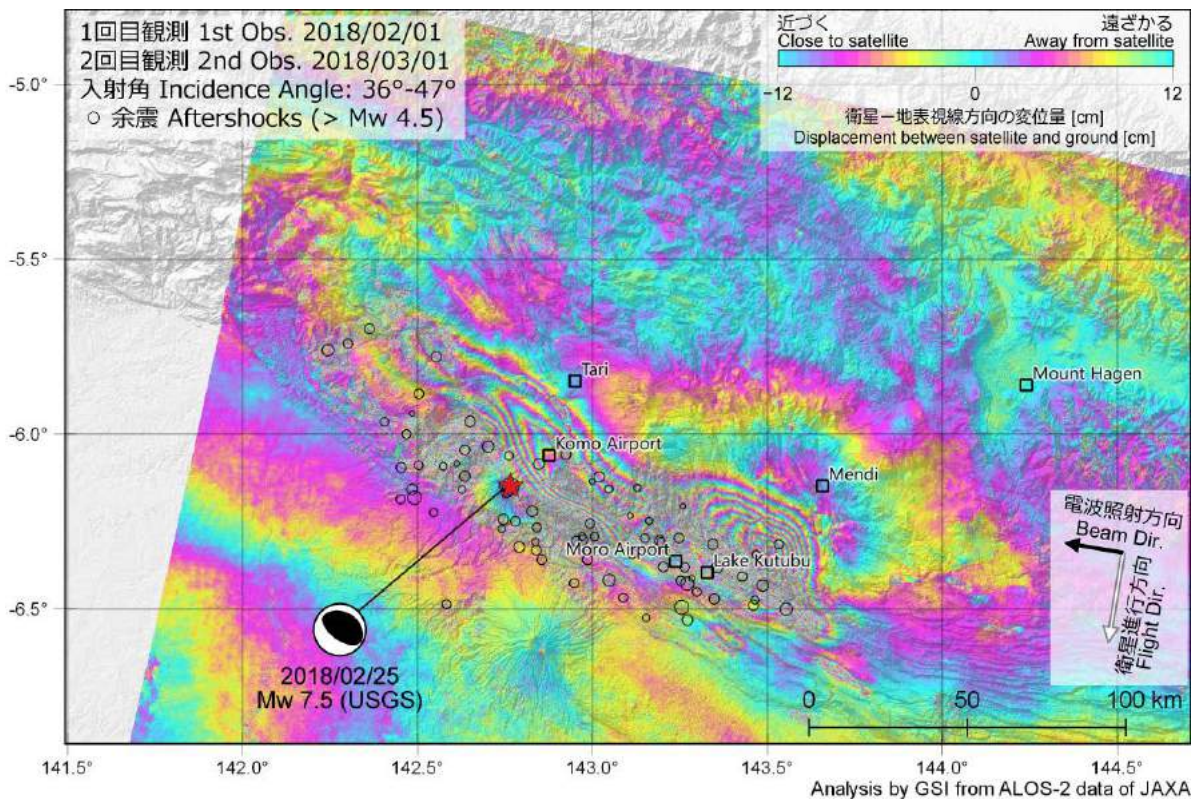 1回目観測 1st Obs. 2018/02/01
2回目観測 2nd Obs. 2018/03/01
入射角 Incidence Angle: 36°-47°
○ 余震 Aftershocks (> Mw 4.5)
近づく 遠ざかる
Close to satellite Away from satellite
−12 0 12
衛星－地表視線方向の変位量 [cm]
Displacement between satellite and ground [cm]
-5.0°
-5.5°
-6.0°
-6.5°
Tari
Mount Hagen
Komo Airport
Mendi
Moro Airport
Lake Kutubu
電波照射方向
Beam Dir.
衛星進行方向
Flight Dir.
2018/02/25
Mw 7.5 (USGS)
0 50 100 km
141.5° 142.0° 142.5° 143.0° 143.5° 144.0° 144.5°
Analysis by GSI from ALOS-2 data of JAXA